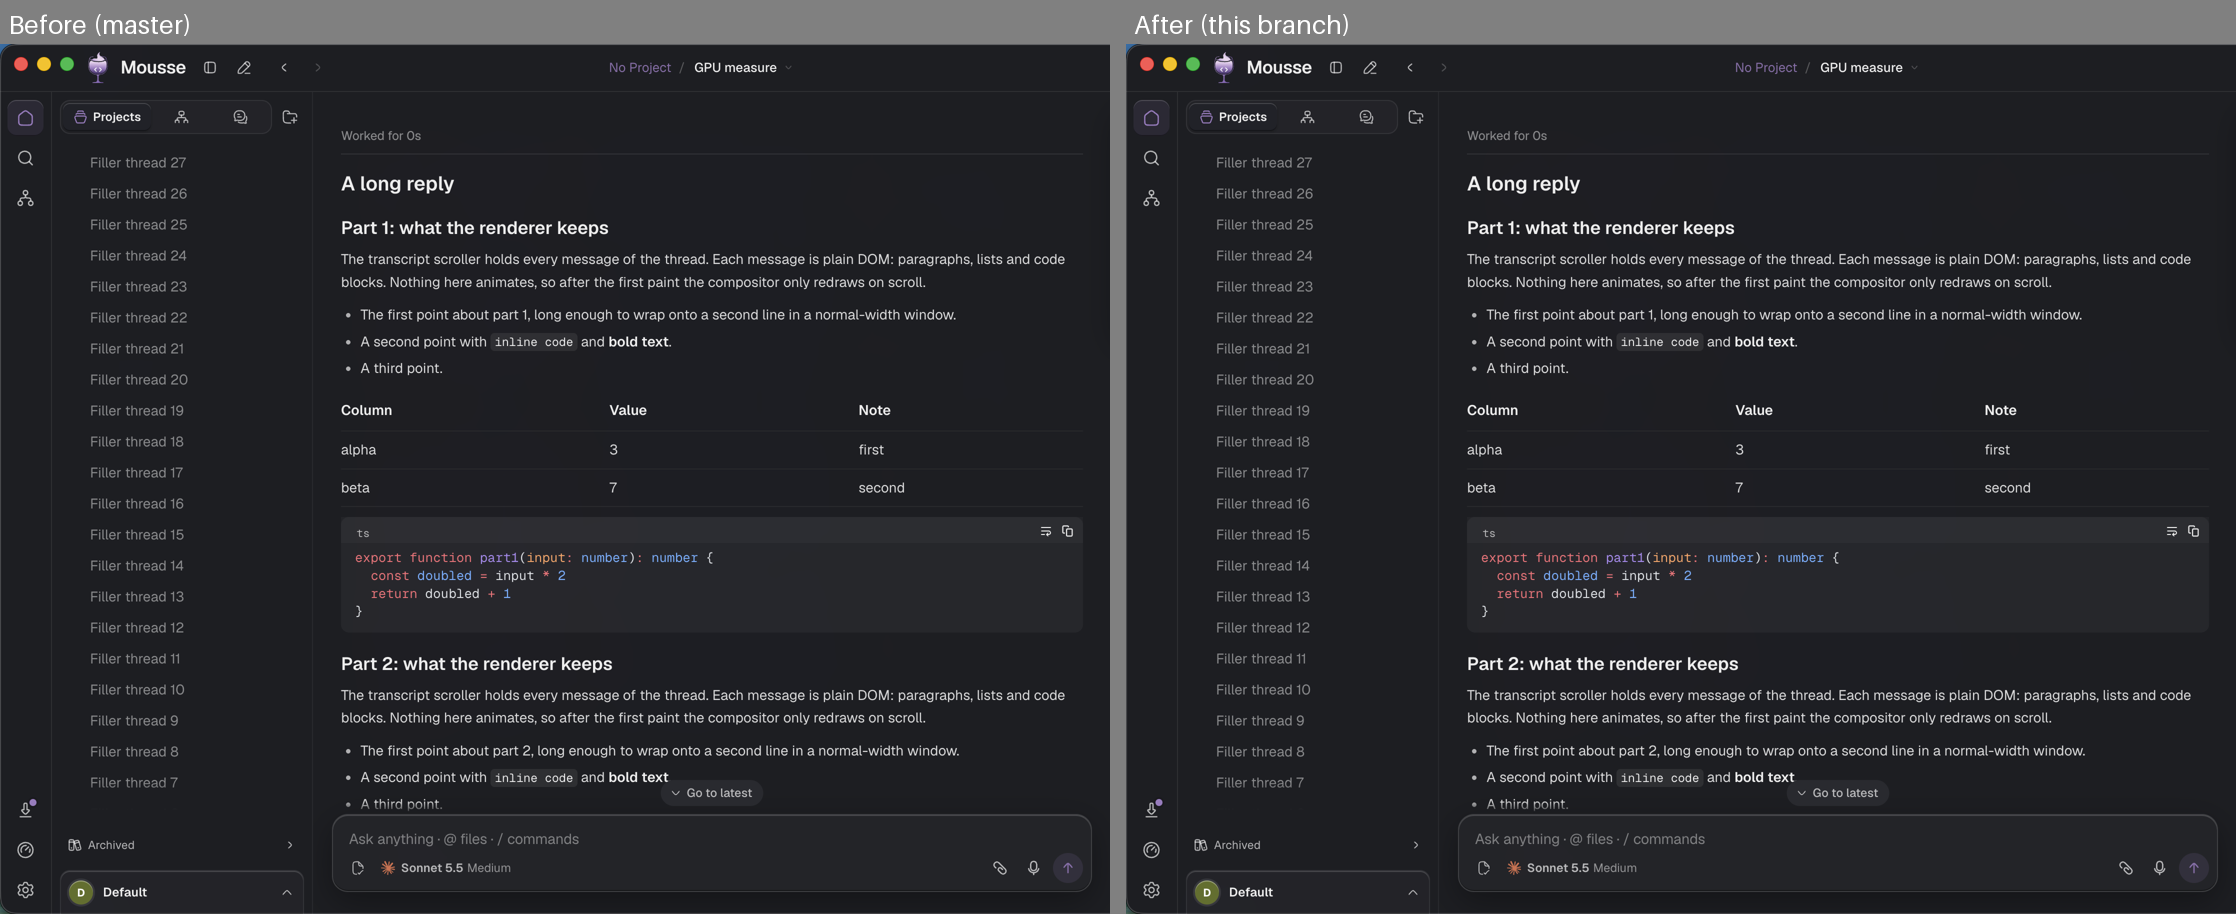 Before (master)
Mousse
No Project / GPU measure
Projects
Filler thread 27
Filler thread 26
Filler thread 25
Filler thread 24
Filler thread 23
Filler thread 22
Filler thread 21
Filler thread 20
Filler thread 19
Filler thread 18
Filler thread 17
Filler thread 16
Filler thread 15
Filler thread 14
Filler thread 13
Filler thread 12
Filler thread 11
Filler thread 10
Filler thread 9
Filler thread 8
Filler thread 7
Archived
D Default
Worked for 0s
A long reply
Part 1: what the renderer keeps
The transcript scroller holds every message of the thread. Each message is plain DOM: paragraphs, lists and code
blocks. Nothing here animates, so after the first paint the compositor only redraws on scroll.
• The first point about part 1, long enough to wrap onto a second line in a normal-width window.
• A second point with inline code and bold text.
• A third point.
Column Value Note
alpha 3 first
beta 7 second
ts
export function part1(input: number): number {
  const doubled = input * 2
  return doubled + 1
}
Part 2: what the renderer keeps
The transcript scroller holds every message of the thread. Each message is plain DOM: paragraphs, lists and code
blocks. Nothing here animates, so after the first paint the compositor only redraws on scroll.
• The first point about part 2, long enough to wrap onto a second line in a normal-width window.
• A second point with inline code and bold text
• A third point.
Go to latest
Ask anything · @ files · / commands
Sonnet 5.5 Medium
After (this branch)
Mousse
No Project / GPU measure
Projects
Filler thread 27
Filler thread 26
Filler thread 25
Filler thread 24
Filler thread 23
Filler thread 22
Filler thread 21
Filler thread 20
Filler thread 19
Filler thread 18
Filler thread 17
Filler thread 16
Filler thread 15
Filler thread 14
Filler thread 13
Filler thread 12
Filler thread 11
Filler thread 10
Filler thread 9
Filler thread 8
Filler thread 7
Archived
D Default
Worked for 0s
A long reply
Part 1: what the renderer keeps
The transcript scroller holds every message of the thread. Each message is plain DOM: paragraphs, lists and code
blocks. Nothing here animates, so after the first paint the compositor only redraws on scroll.
• The first point about part 1, long enough to wrap onto a second line in a normal-width window.
• A second point with inline code and bold text.
• A third point.
Column Value Note
alpha 3 first
beta 7 second
ts
export function part1(input: number): number {
  const doubled = input * 2
  return doubled + 1
}
Part 2: what the renderer keeps
The transcript scroller holds every message of the thread. Each message is plain DOM: paragraphs, lists and code
blocks. Nothing here animates, so after the first paint the compositor only redraws on scroll.
• The first point about part 2, long enough to wrap onto a second line in a normal-width window.
• A second point with inline code and bold text
• A third point.
Go to latest
Ask anything · @ files · / commands
Sonnet 5.5 Medium